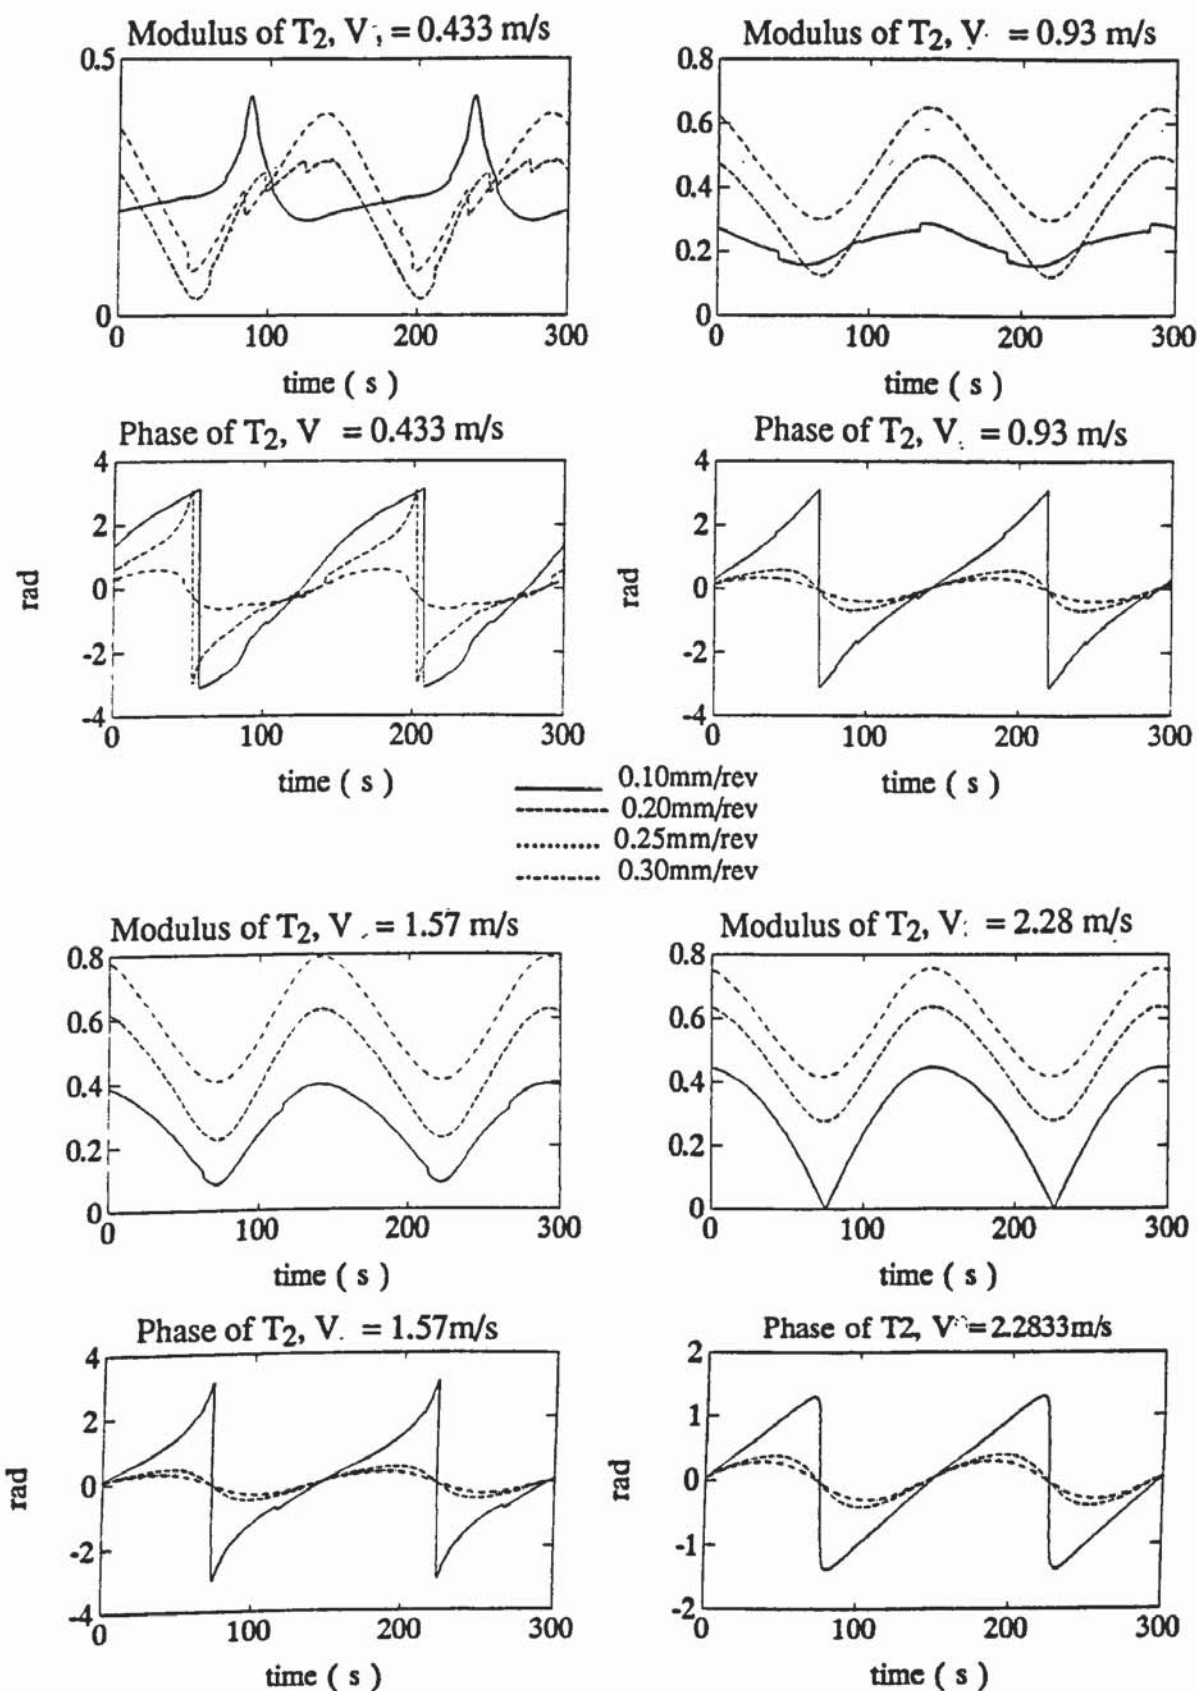 Modulus of T2, V , = 0.433 m/s
0.5
0
0 100 200 300
time ( s )
Modulus of T2, V. = 0.93 m/s
0.8
0.6
0.4
0.2
0
0 100 200 300
time ( s )
Phase of T2, V = 0.433 m/s
rad
4
2
0
-2
-4
0 100 200 300
time ( s )
Phase of T2, V. = 0.93 m/s
rad
4
2
0
-2
-4
0 100 200 300
time ( s )
0.10mm/rev
0.20mm/rev
0.25mm/rev
0.30mm/rev
Modulus of T2, V . = 1.57 m/s
0.8
0.6
0.4
0.2
0
0 100 200 300
time ( s )
Modulus of T2, V: = 2.28 m/s
0.8
0.6
0.4
0.2
0
0 100 200 300
time ( s )
Phase of T2, V. = 1.57m/s
rad
4
2
0
-2
-4
0 100 200 300
time ( s )
Phase of T2, V =2.2833m/s
rad
2
1
0
-1
-2
0 100 200 300
time ( s )